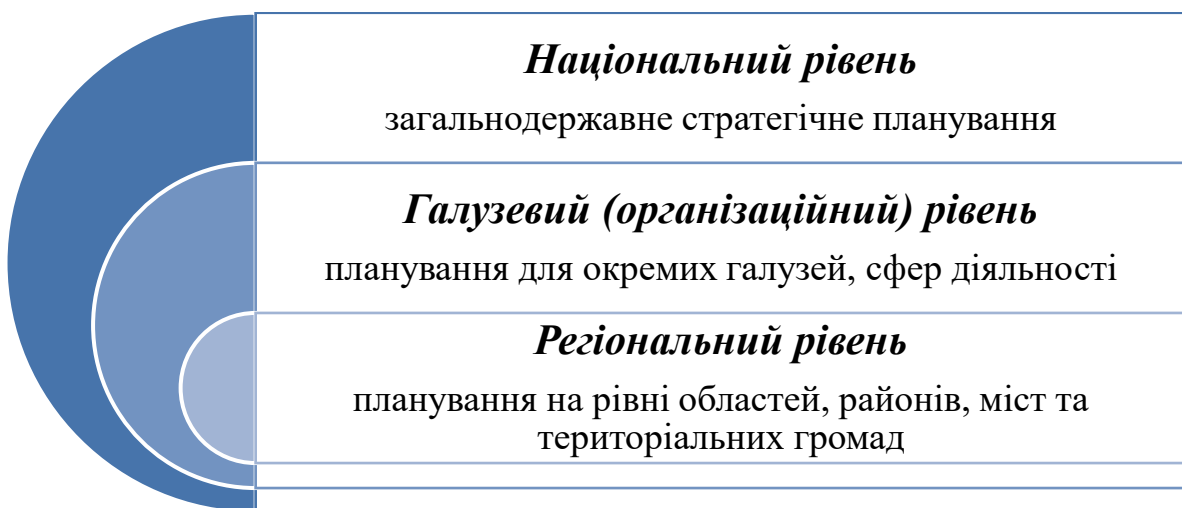 Національний рівень
загальнодержавне стратегічне планування
Галузевий (організаційний) рівень
планування для окремих галузей, сфер діяльності
Регіональний рівень
планування на рівні областей, районів, міст та
територіальних громад